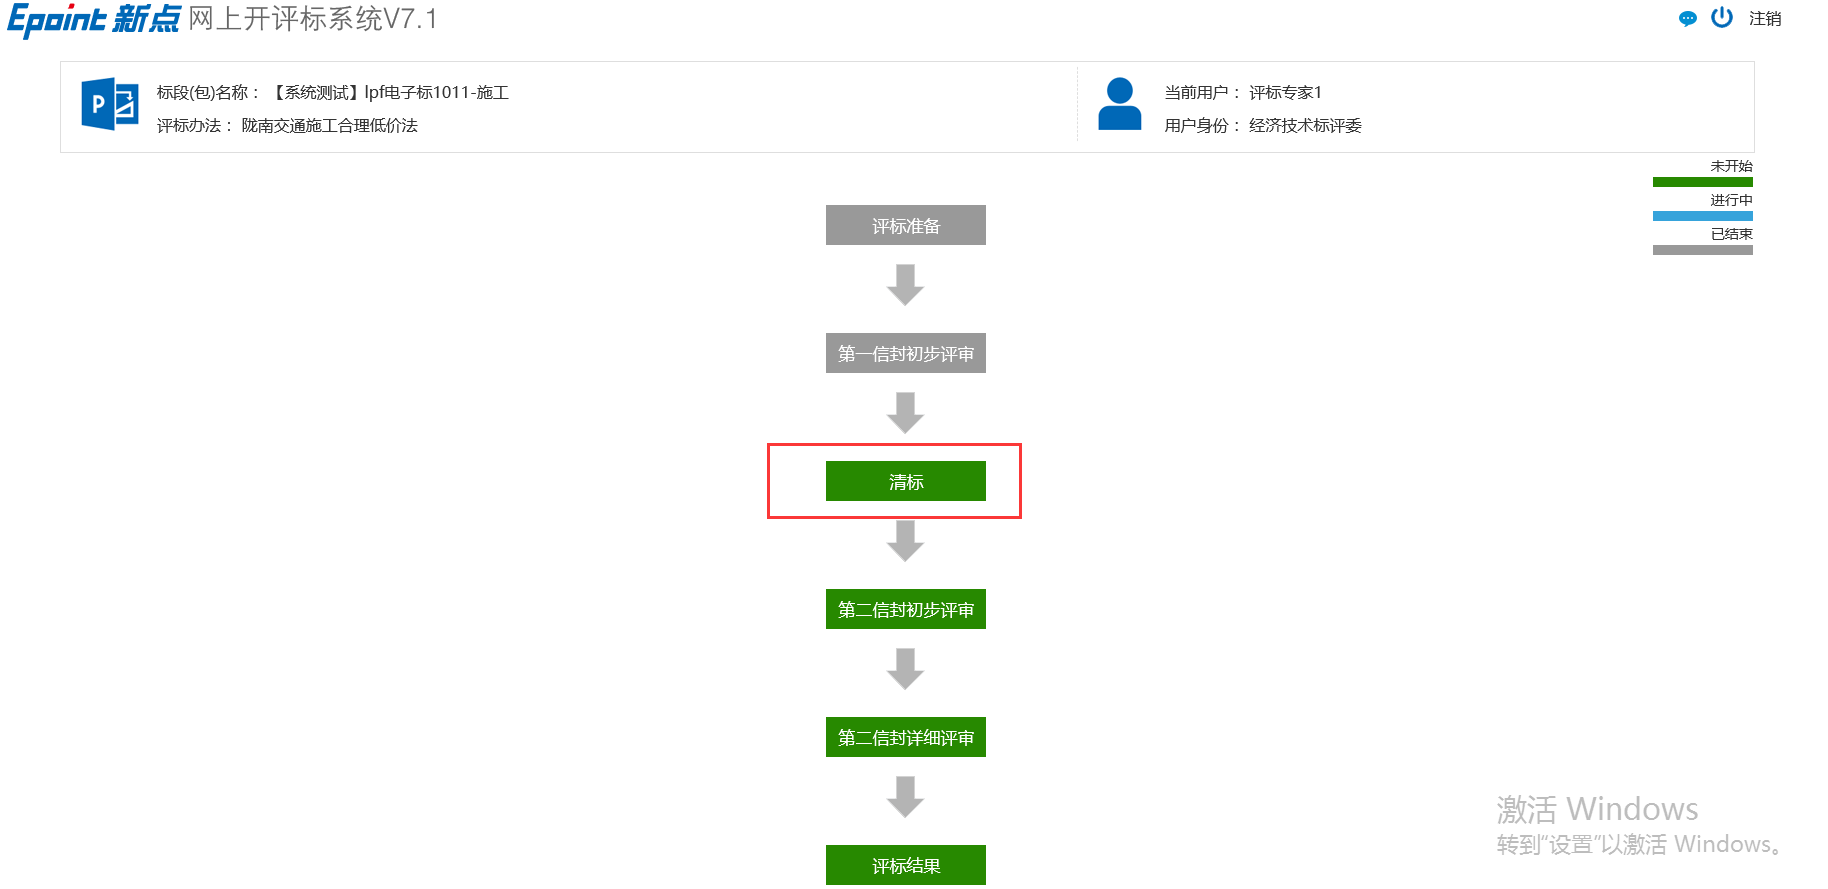 Epoint 新点 网上开评标系统V7.1
注销
标段(包)名称： 【系统测试】lpf电子标1011-施工
评标办法： 陇南交通施工合理低价法
当前用户： 评标专家1
用户身份： 经济技术标评委
未开始
进行中
已结束
评标准备
第一信封初步评审
清标
第二信封初步评审
第二信封详细评审
评标结果
激活 Windows
转到“设置”以激活 Windows。